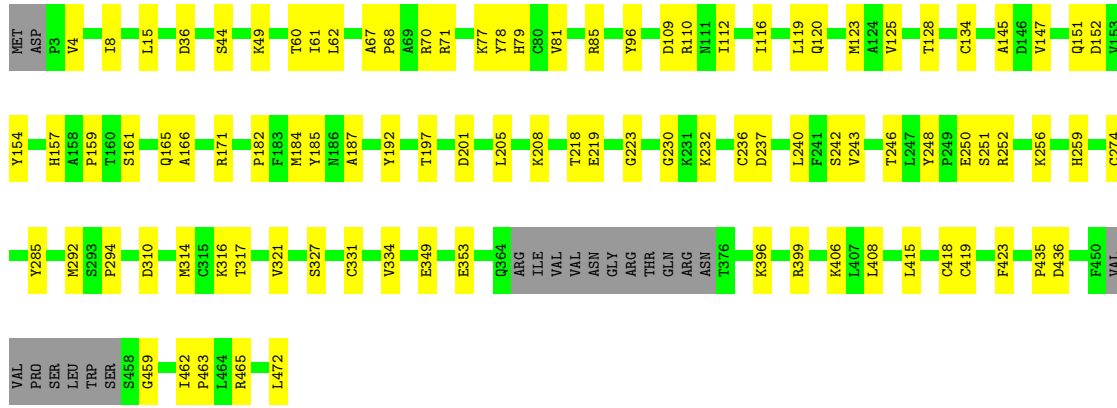 MET ASP P3 V4 I8 L15 D36 S44 K49 T60 I61 L62 A67 P68 A69 R70 R71 K77 Y78 H79 C80 V81 R85 Y96 D109 R110 N111 I112 I116 L119 Q120 M123 A124 V125 T128 C134 A145 D146 V147 Q151 D152 V153
Y154 H157 A158 P159 T160 S161 Q165 A166 R171 P182 F183 M184 Y185 N186 A187 Y192 T197 D201 L205 K208 T218 E219 G223 G230 K231 K232 C236 D237 L240 F241 S242 V243 T246 L247 Y248 P249 E250 S251 R252 K256 H259 C274
Y285 M292 S293 P294 D310 M314 C315 K316 T317 V321 S327 C331 V334 E349 E353 Q364 ARG ILE VAL VAL ASN GLY ARG THR GLN ARG ASN T376 K396 R399 K406 L407 L408 L415 C418 C419 F423 P435 D436 F450 VAL
VAL PRO SER LEU TRP SER S458 G459 I462 P463 L464 R465 L472